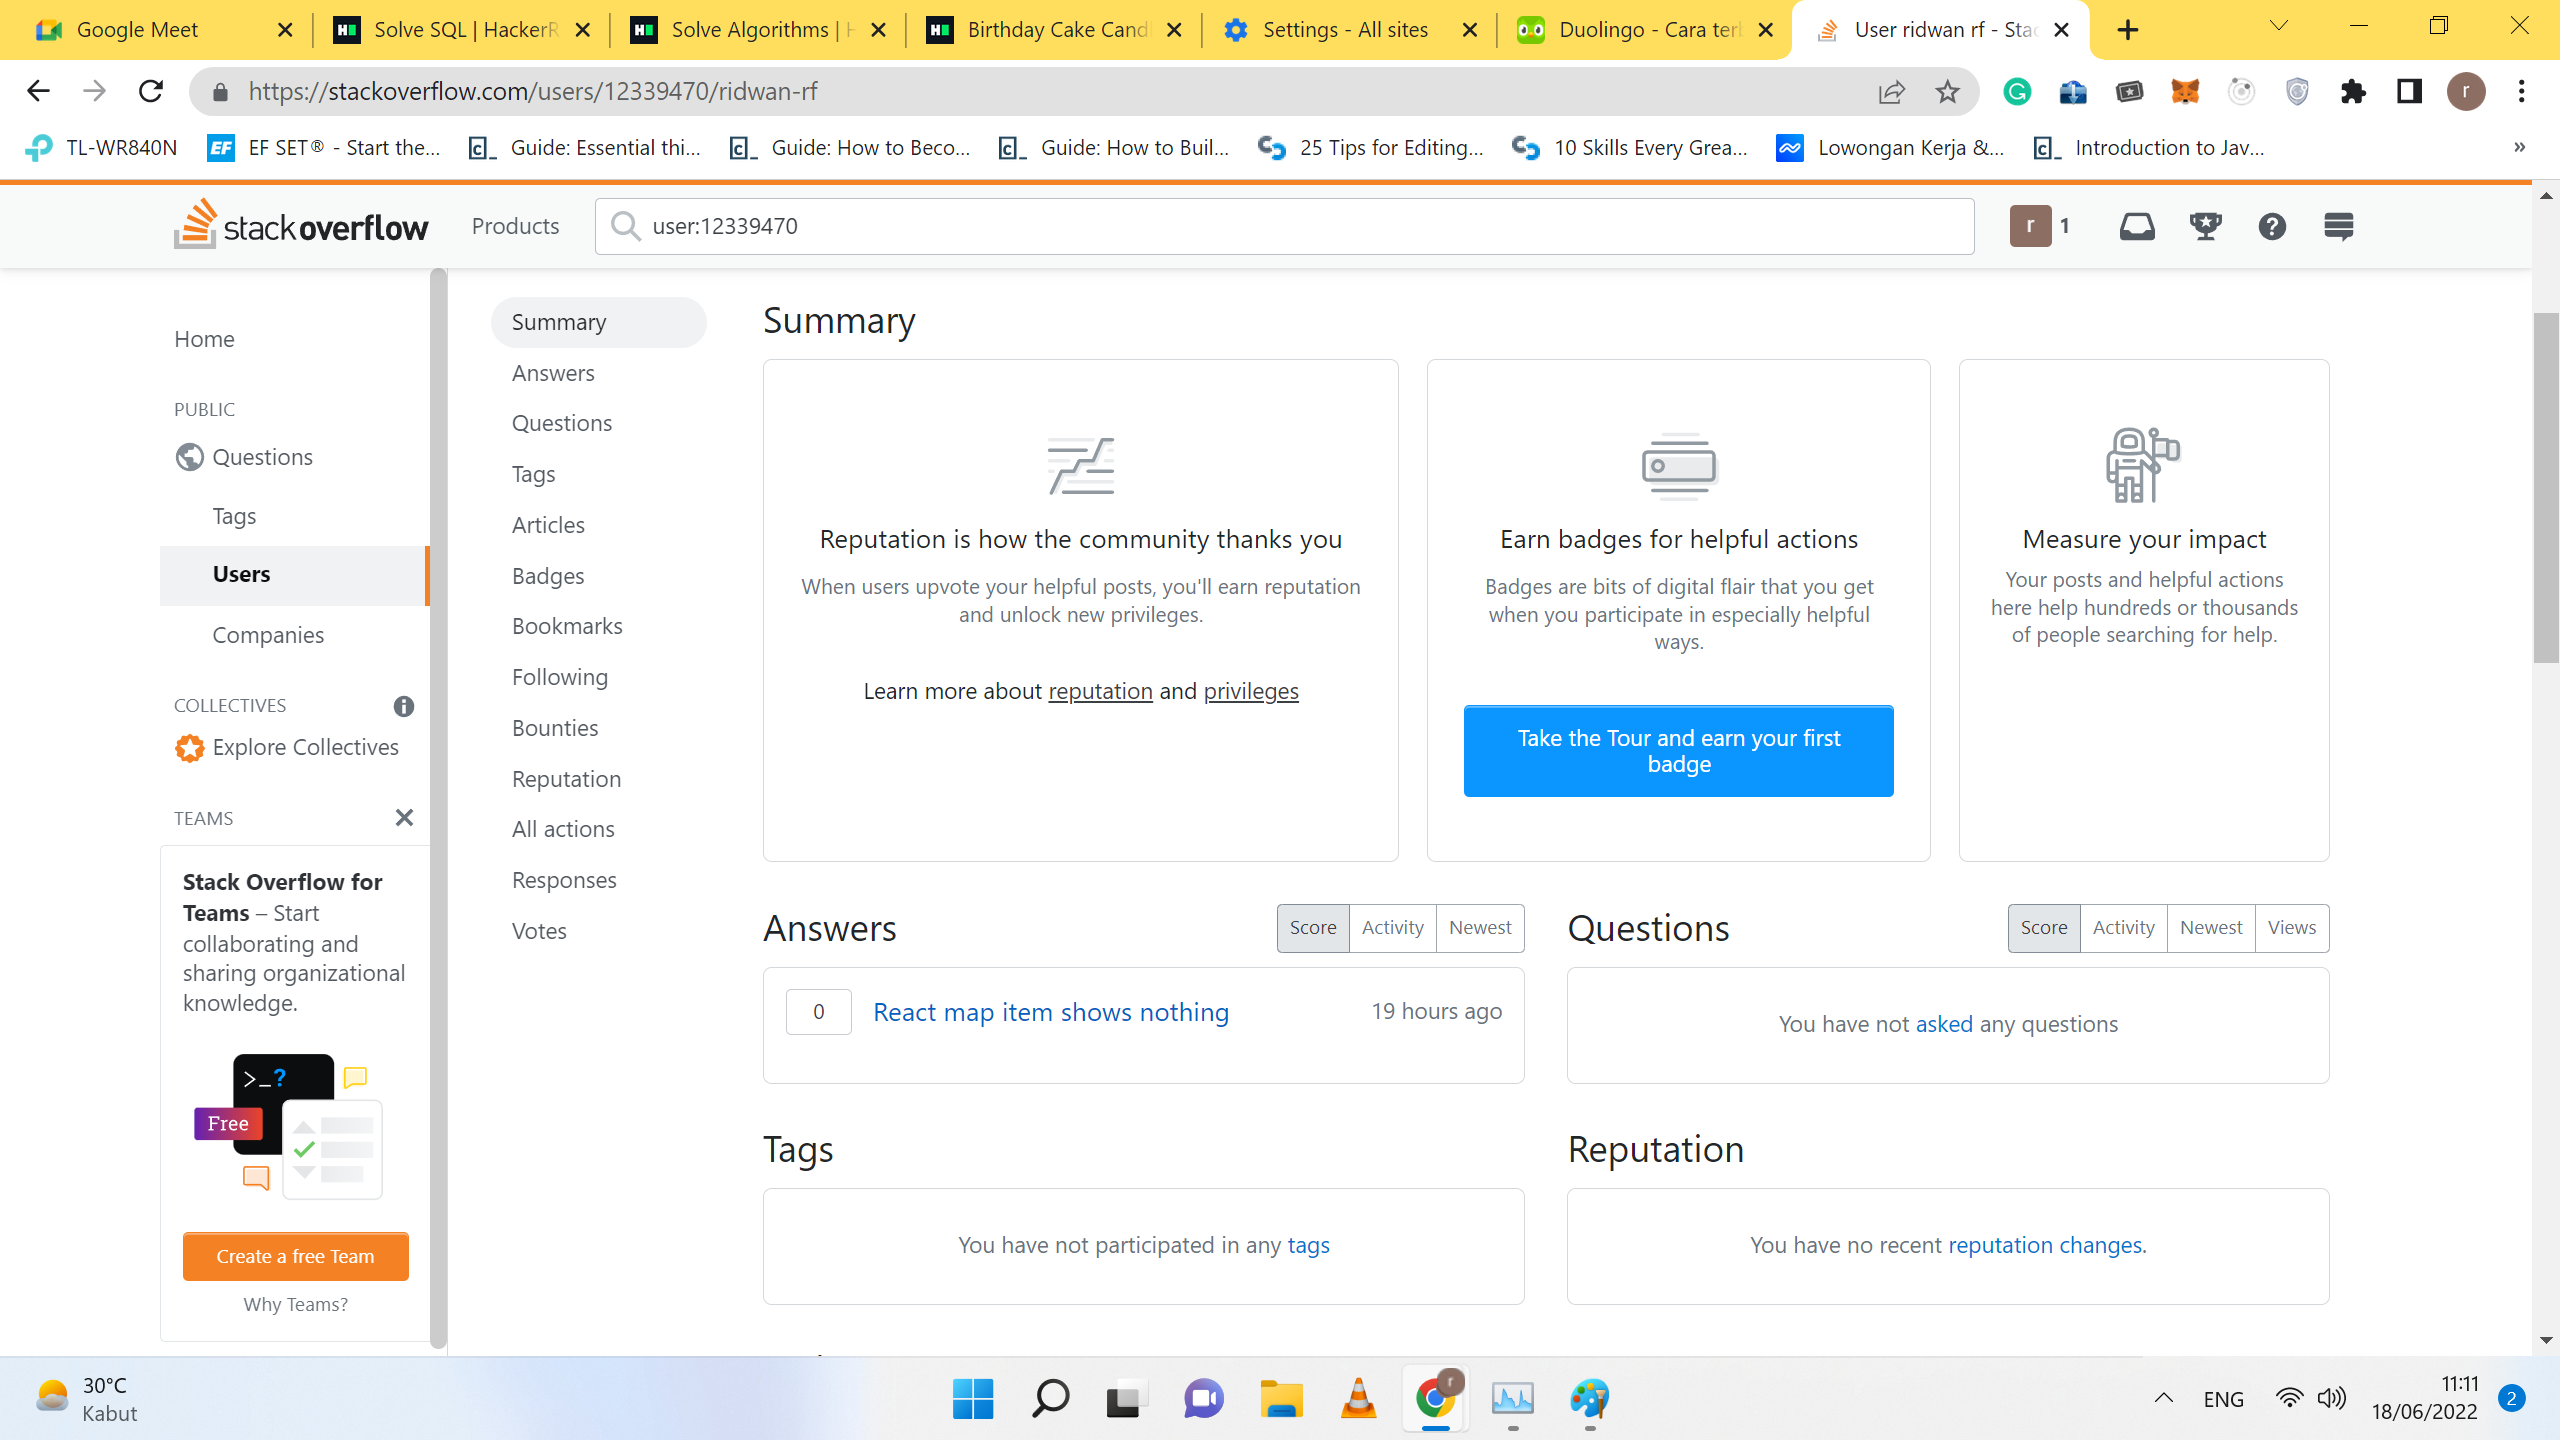 Google Meet
Solve SQL | HackerR
Solve Algorithms | H
Birthday Cake Candl
Settings - All sites
Duolingo - Cara terb
User ridwan rf - Stac
https://stackoverflow.com/users/12339470/ridwan-rf
r
TL-WR840N
EF SET® - Start the...
Guide: Essential thi...
Guide: How to Beco...
Guide: How to Buil...
25 Tips for Editing...
10 Skills Every Grea...
Lowongan Kerja &...
Introduction to Jav...
»
stack overflow
Products
user:12339470
r 1
Home
PUBLIC
Questions
Tags
Users
Companies
COLLECTIVES
Explore Collectives
TEAMS
Stack Overflow for
Teams – Start
collaborating and
sharing organizational
knowledge.
>_?
Free
Create a free Team
Why Teams?
Summary
Answers
Questions
Tags
Articles
Badges
Bookmarks
Following
Bounties
Reputation
All actions
Responses
Votes
Summary
Reputation is how the community thanks you
When users upvote your helpful posts, you'll earn reputation
and unlock new privileges.
Learn more about reputation and privileges
Earn badges for helpful actions
Badges are bits of digital flair that you get
when you participate in especially helpful
ways.
Take the Tour and earn your first
badge
Measure your impact
Your posts and helpful actions
here help hundreds or thousands
of people searching for help.
Answers
Score Activity Newest
0 React map item shows nothing 19 hours ago
Questions
Score Activity Newest Views
You have not asked any questions
Tags
You have not participated in any tags
Reputation
You have no recent reputation changes.
30°C
Kabut
r
ENG
11:11
18/06/2022
2